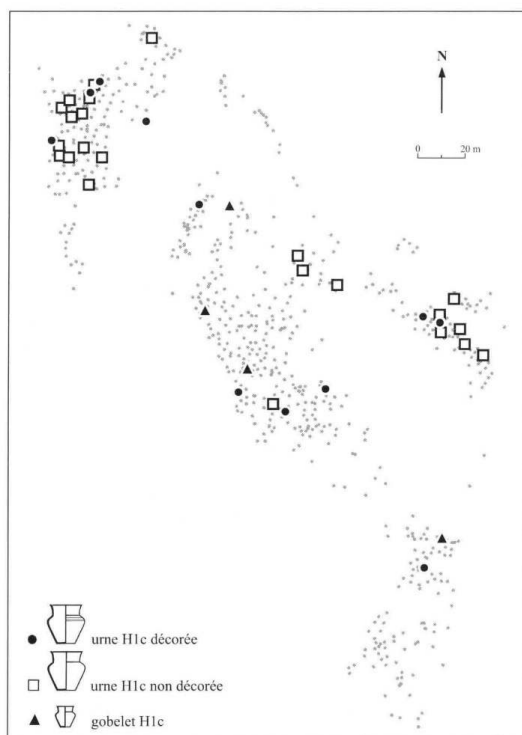 N
0 20 m
urne H1c décorée
urne H1c non décorée
gobelet H1c